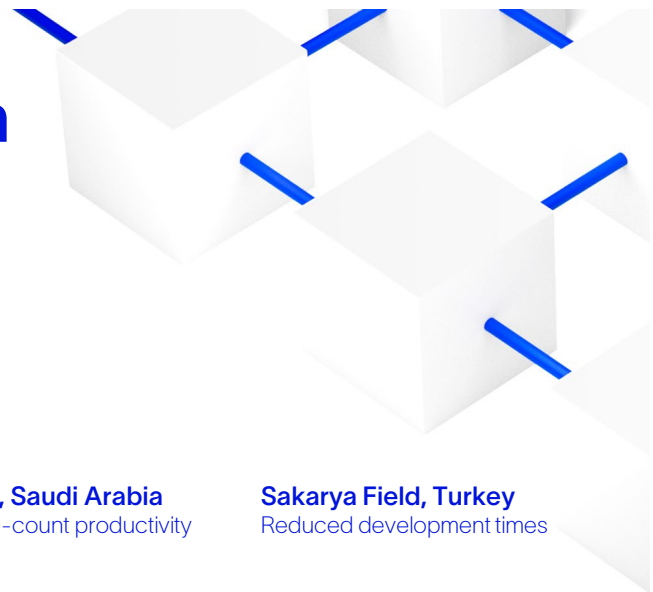 , Saudi Arabia
-count productivity
Sakarya Field, Turkey
Reduced development times